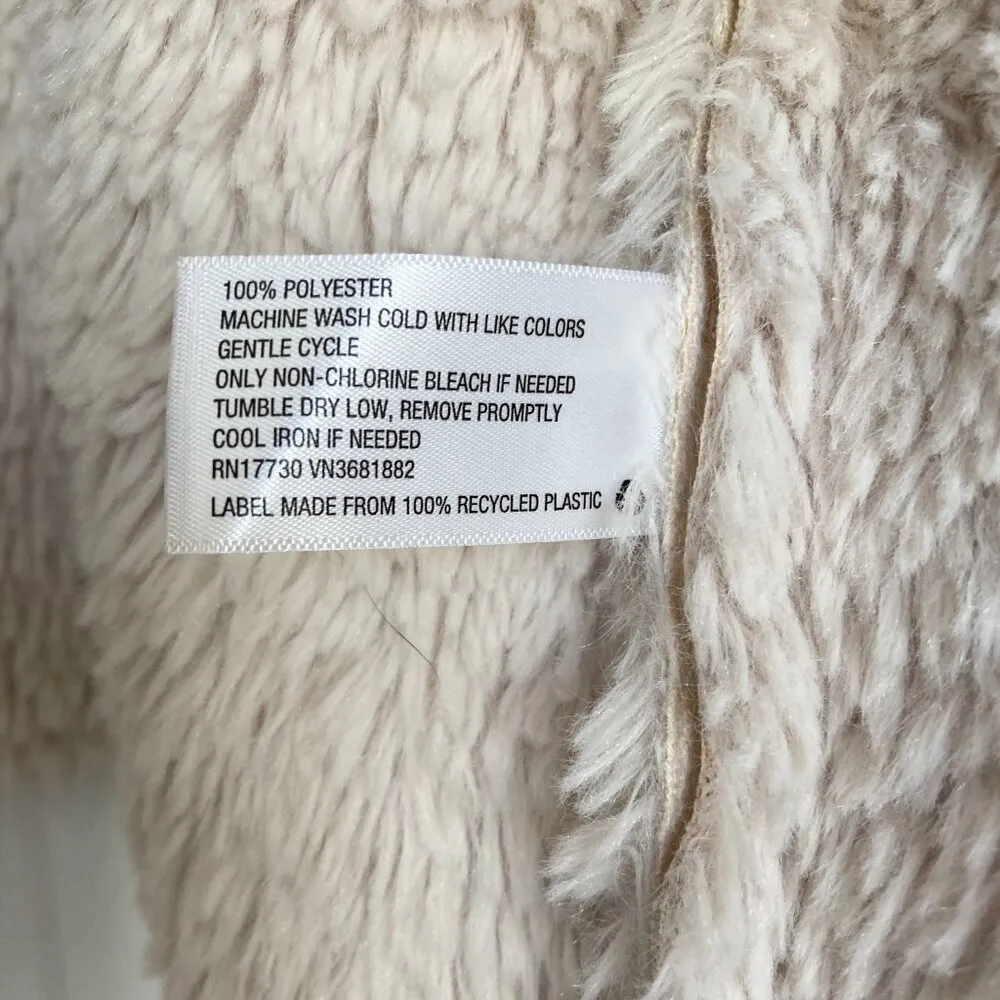 100% POLYESTER
MACHINE WASH COLD WITH LIKE COLORS
GENTLE CYCLE
ONLY NON-CHLORINE BLEACH IF NEEDED
TUMBLE DRY LOW, REMOVE PROMPTLY
COOL IRON IF NEEDED
RN17730 VN3681882
LABEL MADE FROM 100% RECYCLED PLASTIC